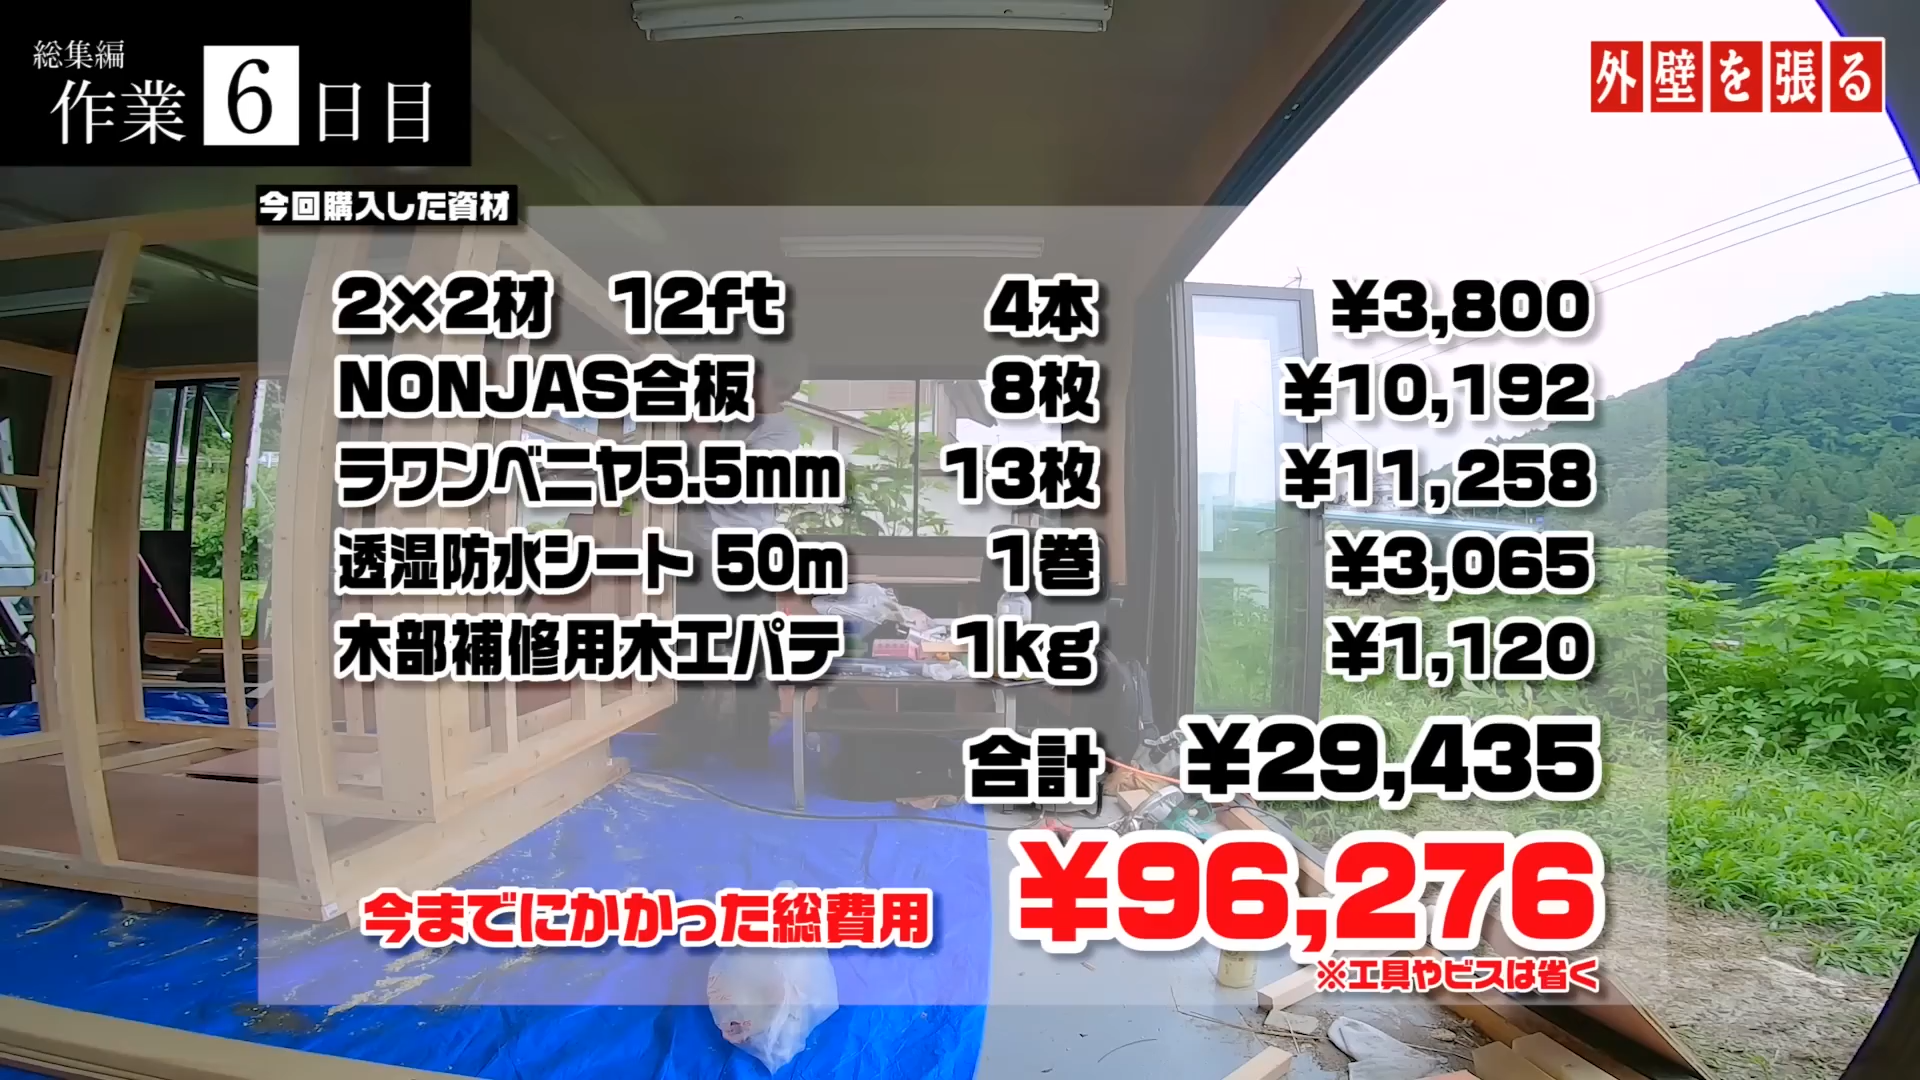 総集編
作業6日目
外壁を張る
今回購入した資材
2×2材 12ft 4本 ¥3,800
NONJAS合板 8枚 ¥10,192
ラワンベニヤ5.5mm 13枚 ¥11,258
透湿防水シート 50m 1巻 ¥3,065
木部補修用木工パテ 1kg ¥1,120
合計 ¥29,435
今までにかかった総費用 ¥96,276
※工具やビスは省く